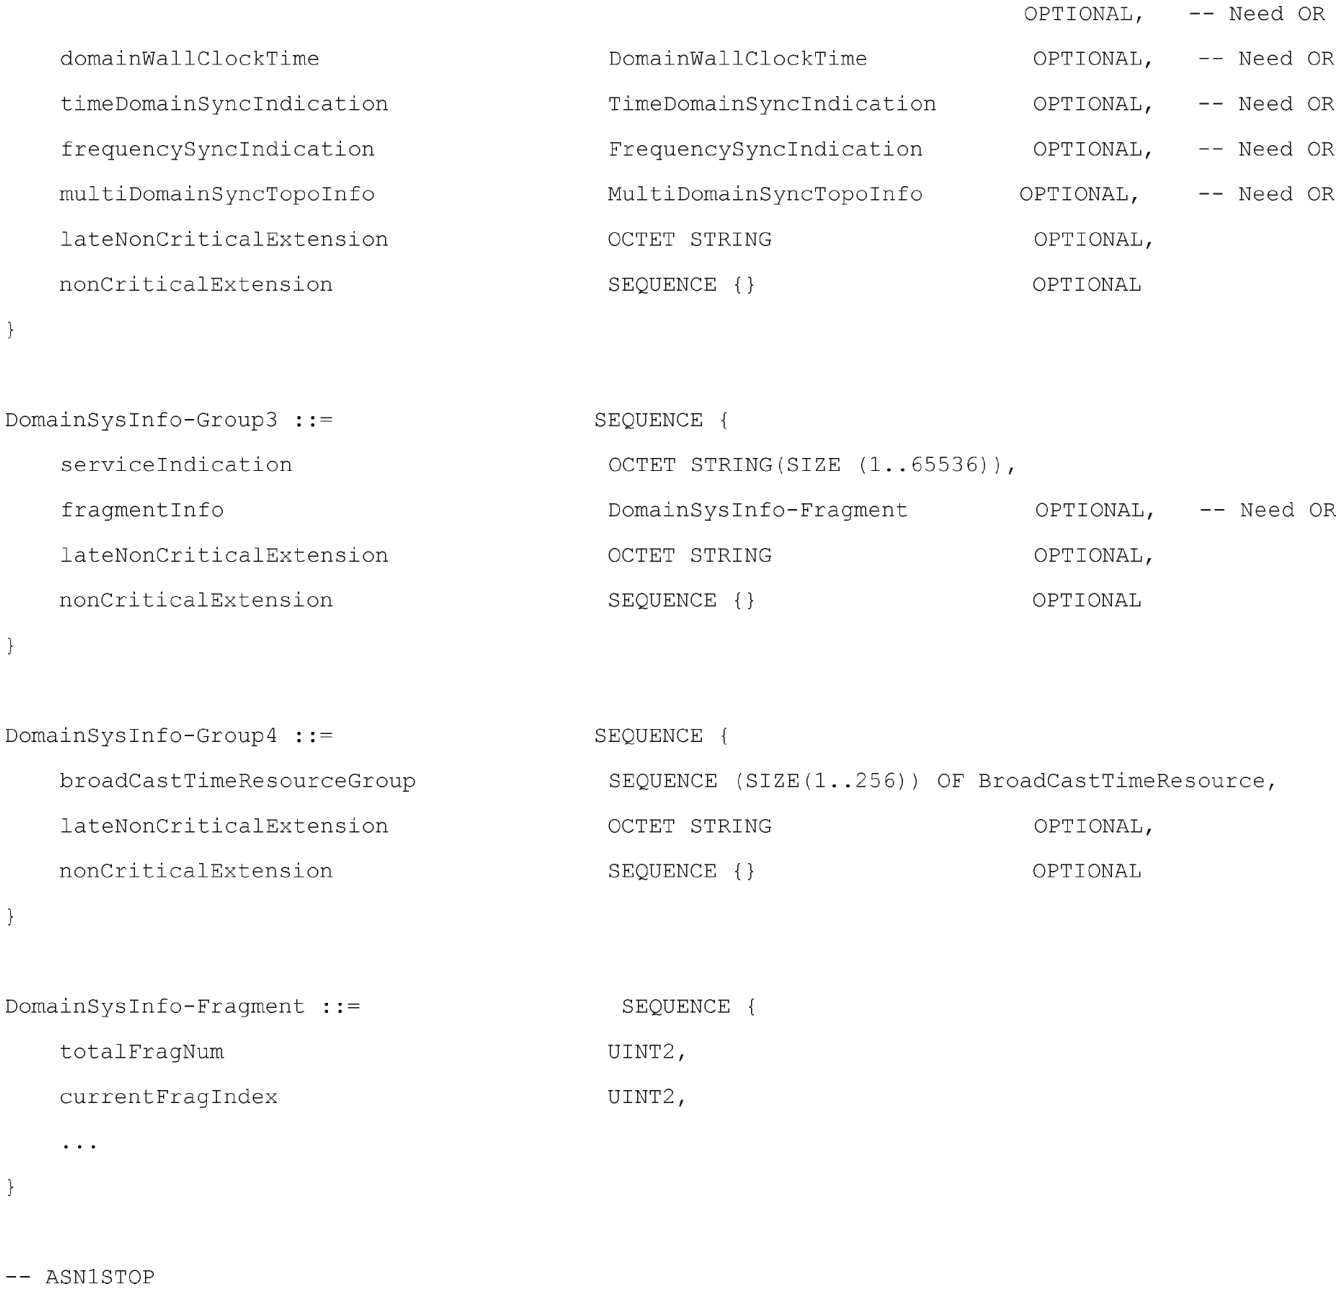 OPTIONAL, -- Need OR
domainWallClockTime DomainWallClockTime OPTIONAL, -- Need OR
timeDomainSyncIndication TimeDomainSyncIndication OPTIONAL, -- Need OR
frequencySyncIndication FrequencySyncIndication OPTIONAL, -- Need OR
multiDomainSyncTopoInfo MultiDomainSyncTopoInfo OPTIONAL, -- Need OR
lateNonCriticalExtension OCTET STRING OPTIONAL,
nonCriticalExtension SEQUENCE {} OPTIONAL
}
DomainSysInfo-Group3 ::= SEQUENCE {
serviceIndication OCTET STRING(SIZE (1..65536)),
fragmentInfo DomainSysInfo-Fragment OPTIONAL, -- Need OR
lateNonCriticalExtension OCTET STRING OPTIONAL,
nonCriticalExtension SEQUENCE {} OPTIONAL
}
DomainSysInfo-Group4 ::= SEQUENCE {
broadCastTimeResourceGroup SEQUENCE (SIZE(1..256)) OF BroadCastTimeResource,
lateNonCriticalExtension OCTET STRING OPTIONAL,
nonCriticalExtension SEQUENCE {} OPTIONAL
}
DomainSysInfo-Fragment ::= SEQUENCE {
totalFragNum UINT2,
currentFragIndex UINT2,
...
}
-- ASN1STOP